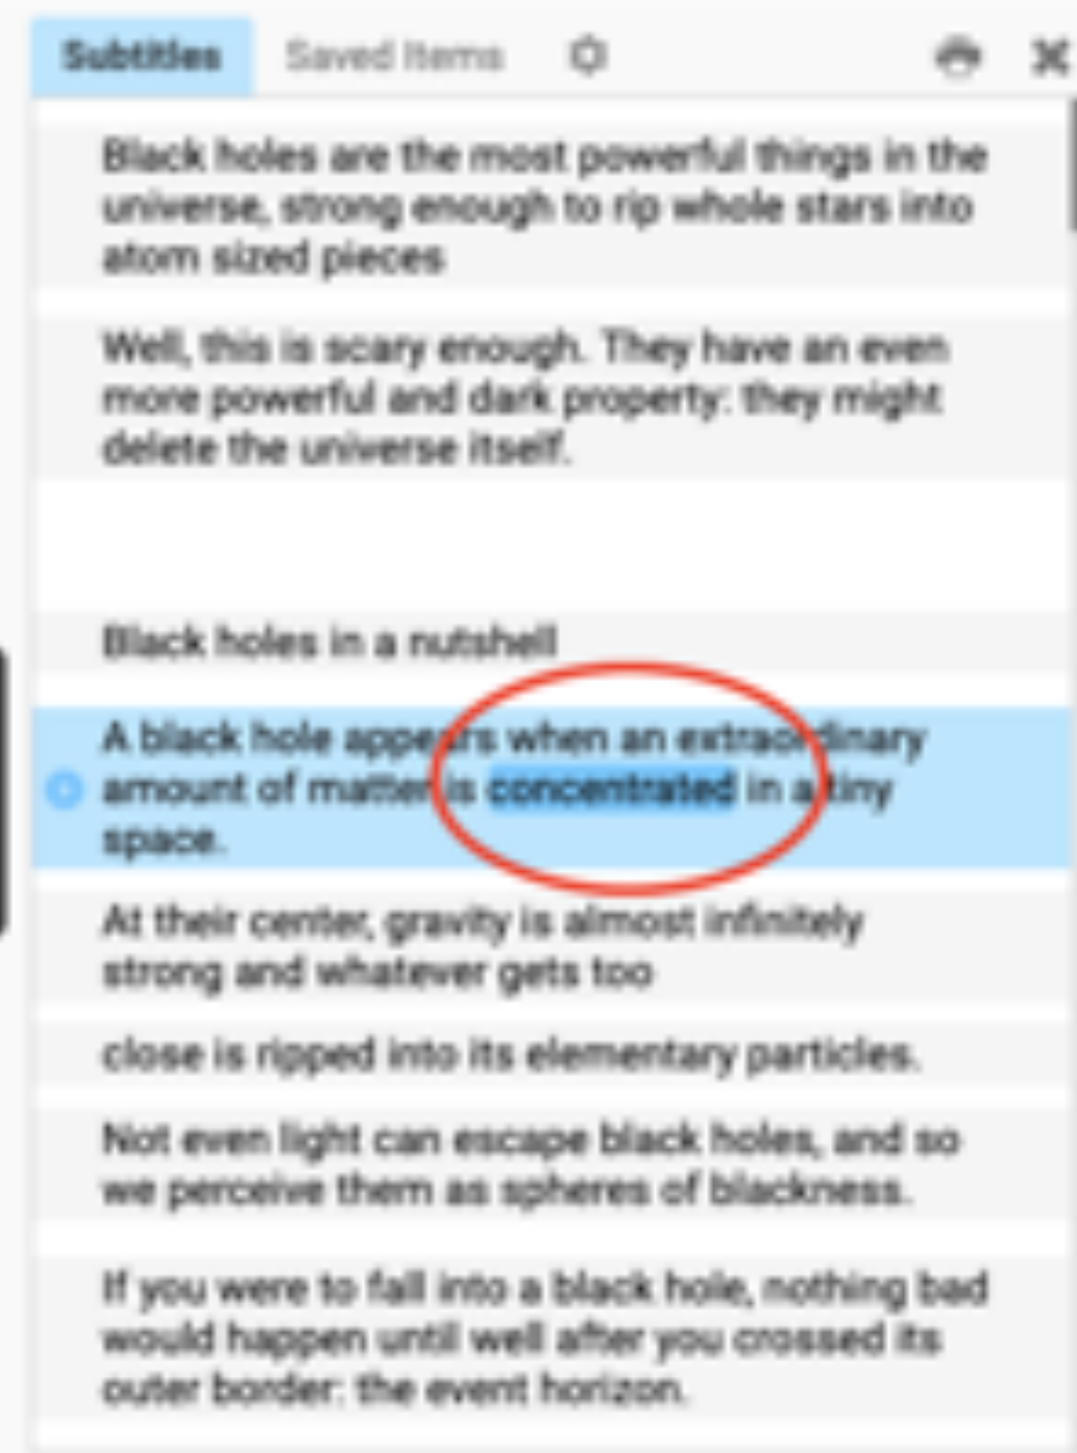 Subtitles Saved Items
Black holes are the most powerful things in the
universe, strong enough to rip whole stars into
atom sized pieces
Well, this is scary enough. They have an even
more powerful and dark property: they might
delete the universe itself.
Black holes in a nutshell
A black hole appears when an extraordinary
amount of matter is concentrated in a tiny
space.
At their center, gravity is almost infinitely
strong and whatever gets too
close is ripped into its elementary particles.
Not even light can escape black holes, and so
we perceive them as spheres of blackness.
If you were to fall into a black hole, nothing bad
would happen until well after you crossed its
outer border: the event horizon.